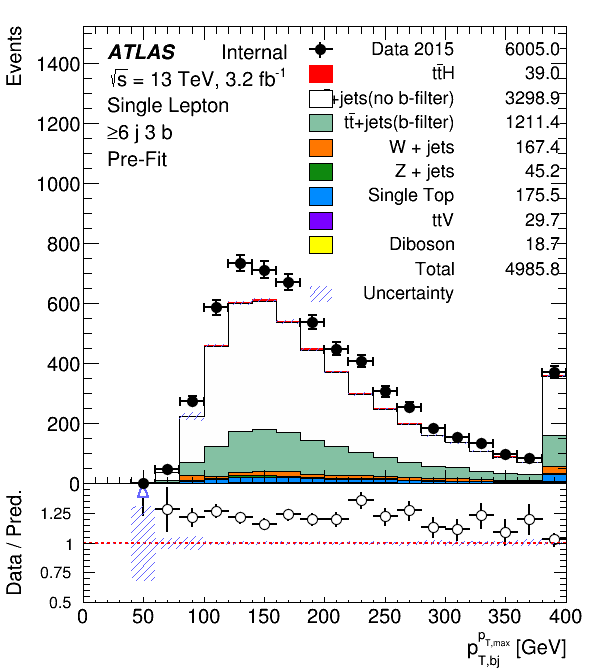 Events
1400
1200
1000
800
600
400
200
0
ATLAS Internal
√s = 13 TeV, 3.2 fb⁻¹
Single Lepton
≥6 j 3 b
Pre-Fit
Data 2015 6005.0
tt̄H 39.0
+jets(no b-filter) 3298.9
tt̄+jets(b-filter) 1211.4
W + jets 167.4
Z + jets 45.2
Single Top 175.5
ttV 29.7
Diboson 18.7
Total 4985.8
Uncertainty
Data / Pred.
1.25
1
0.75
0.5
0 50 100 150 200 250 300 350 400
p_{T,bj}^{p_{T,max}} [GeV]